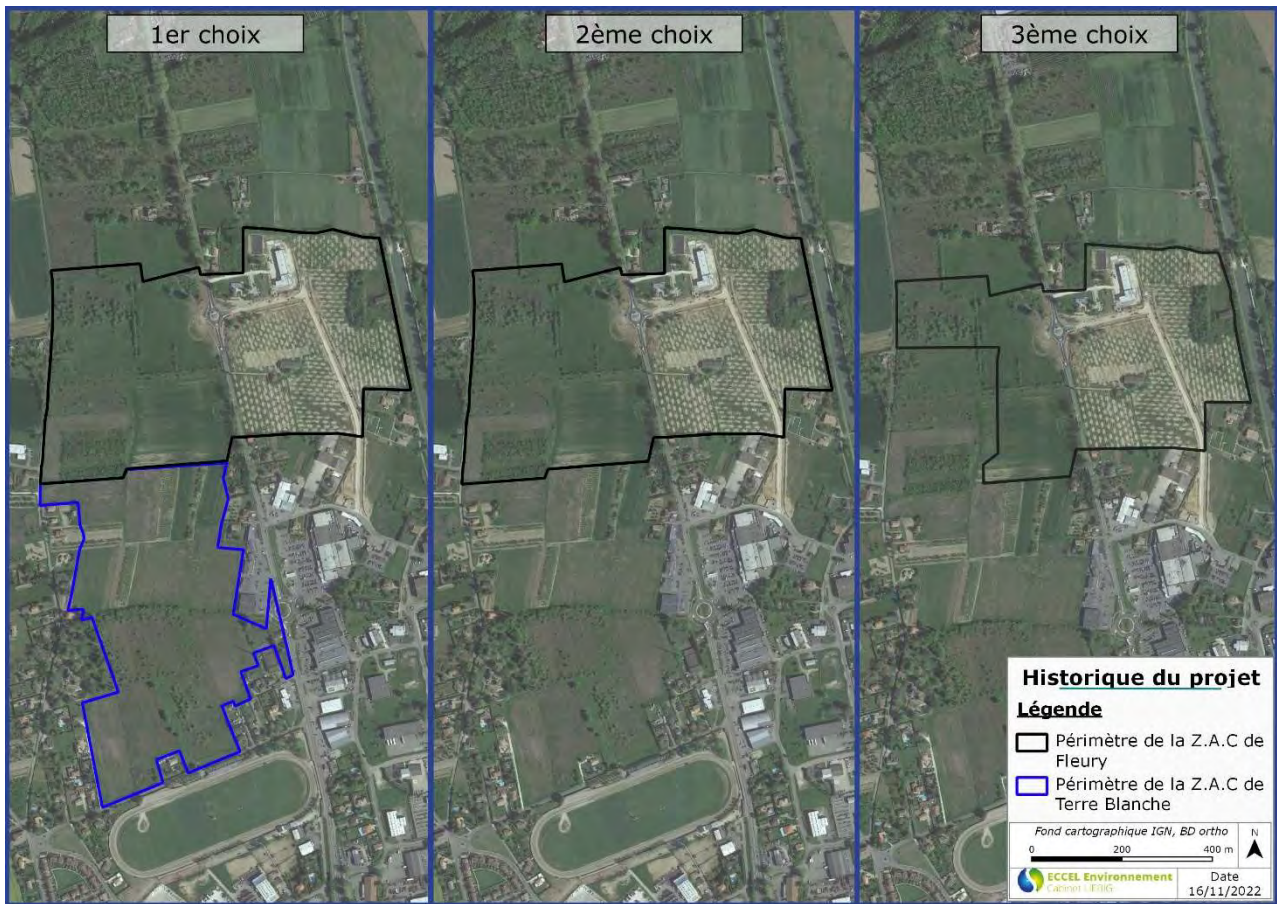 1er choix
2ème choix
3ème choix
Historique du projet
Légende
Périmètre de la Z.A.C de
Fleury
Périmètre de la Z.A.C de
Terre Blanche
Fond cartographique IGN, BD ortho
0 200 400 m
N
ECCEL Environnement
Cabinet LIEBIG
Date
16/11/2022